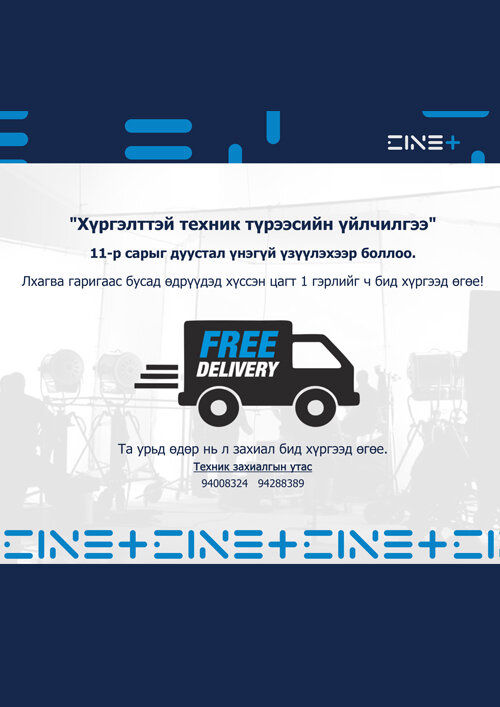 CINE+
"Хүргэлттэй техник түрээсийн үйлчилгээ"
11-р сарыг дуустал үнэгүй үзүүлэхээр боллоо.
Лхагва гаригаас бусад өдрүүдэд хүссэн цагт 1 гэрлийг ч бид хүргээд өгөе!
FREE
DELIVERY
Та урьд өдөр нь л захиал бид хүргээд өгөе.
Техник захиалгын утас
94008324 94288389
CINE+CINE+CINE+CINE